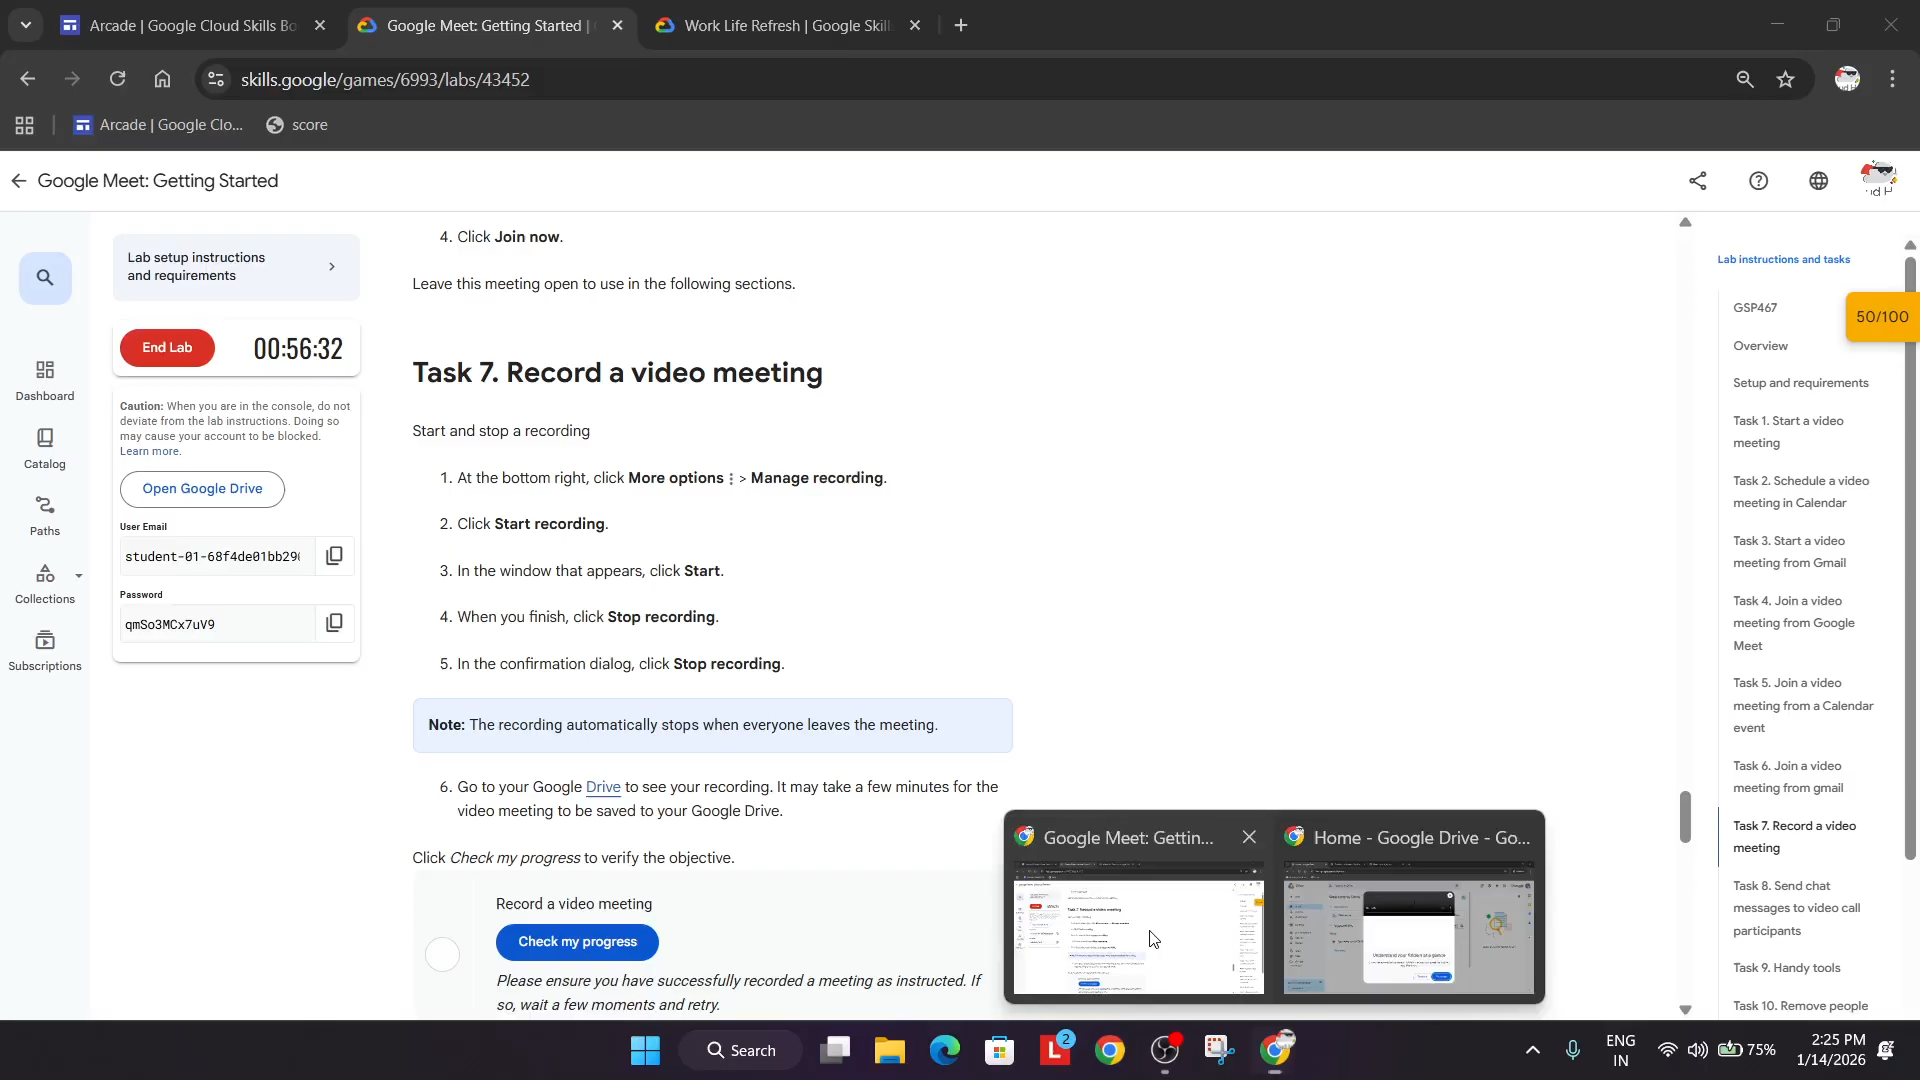 Arcade | Google Cloud Skills Bo
Google Meet: Getting Started |
Work Life Refresh | Google Skill
skills.google/games/6993/labs/43452
Arcade | Google Clo...
score
Google Meet: Getting Started
Lab setup instructions
and requirements
End Lab
00:56:32
Caution: When you are in the console, do not
deviate from the lab instructions. Doing so
may cause your account to be blocked.
Learn more.
Open Google Drive
User Email
student-01-68f4de01bb290
Password
qmSo3MCx7uV9
Dashboard
Catalog
Paths
Collections
Subscriptions
4. Click Join now.
Leave this meeting open to use in the following sections.
Task 7. Record a video meeting
Start and stop a recording
1. At the bottom right, click More options > Manage recording.
2. Click Start recording.
3. In the window that appears, click Start.
4. When you finish, click Stop recording.
5. In the confirmation dialog, click Stop recording.
Note: The recording automatically stops when everyone leaves the meeting.
6. Go to your Google Drive to see your recording. It may take a few minutes for the
video meeting to be saved to your Google Drive.
Click Check my progress to verify the objective.
Record a video meeting
Check my progress
Please ensure you have successfully recorded a meeting as instructed. If
so, wait a few moments and retry.
Google Meet: Gettin...
Home - Google Drive - Go...
Lab instructions and tasks
GSP467
50/100
Overview
Setup and requirements
Task 1. Start a video
meeting
Task 2. Schedule a video
meeting in Calendar
Task 3. Start a video
meeting from Gmail
Task 4. Join a video
meeting from Google
Meet
Task 5. Join a video
meeting from a Calendar
event
Task 6. Join a video
meeting from gmail
Task 7. Record a video
meeting
Task 8. Send chat
messages to video call
participants
Task 9. Handy tools
Task 10. Remove people
Search
2
ENG
IN
75%
2:25 PM
1/14/2026